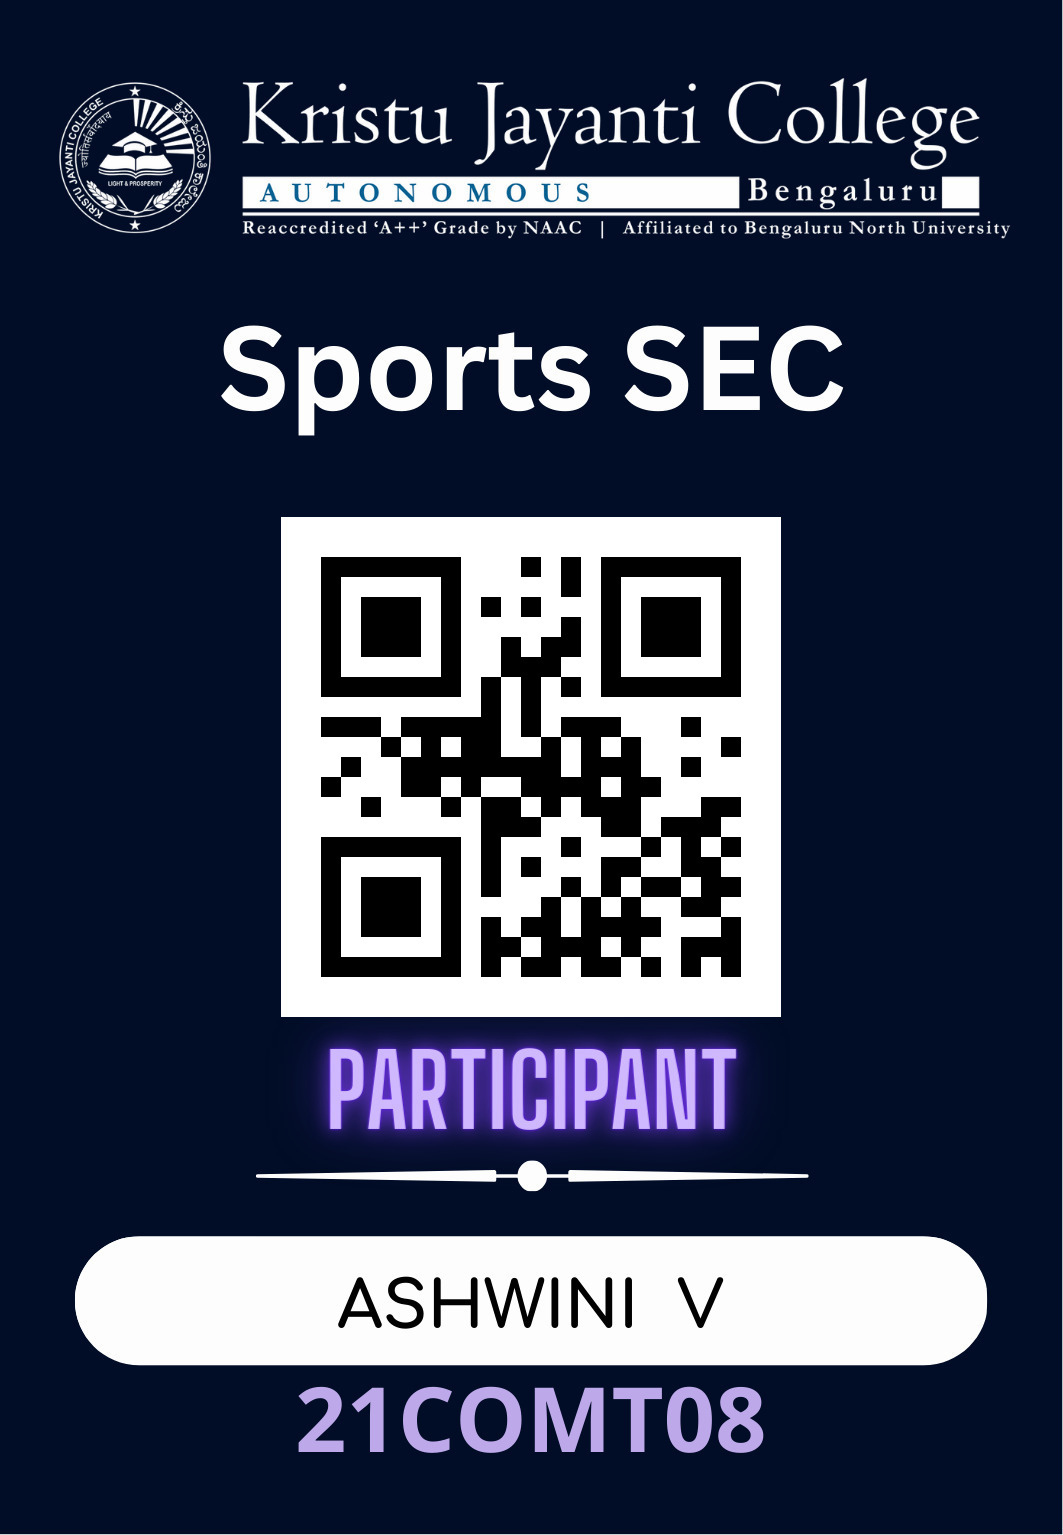 Kristu Jayanti College
AUTONOMOUS Bengaluru
Reaccredited ‘A++’ Grade by NAAC | Affiliated to Bengaluru North University
KRISTU JAYANTI COLLEGE
LIGHT & PROSPERITY
Sports SEC
PARTICIPANT
ASHWINI V
21COMT08